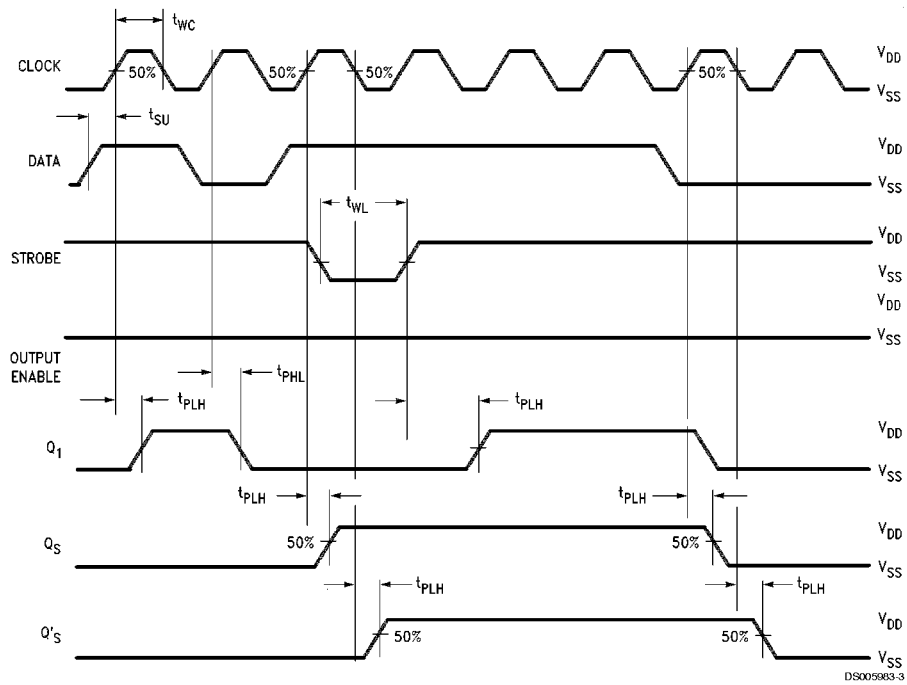 tWC
CLOCK 50% 50% 50% 50% VDD
VSS
tSU
DATA VDD
VSS
tWL
STROBE VDD
VSS
VDD
VSS
OUTPUT
ENABLE
tPHL
tPLH tPLH
Q1 VDD
VSS
tPLH tPLH
QS 50% 50% VDD
VSS
tPLH tPLH
Q'S 50% 50% VDD
VSS
DS005983-3